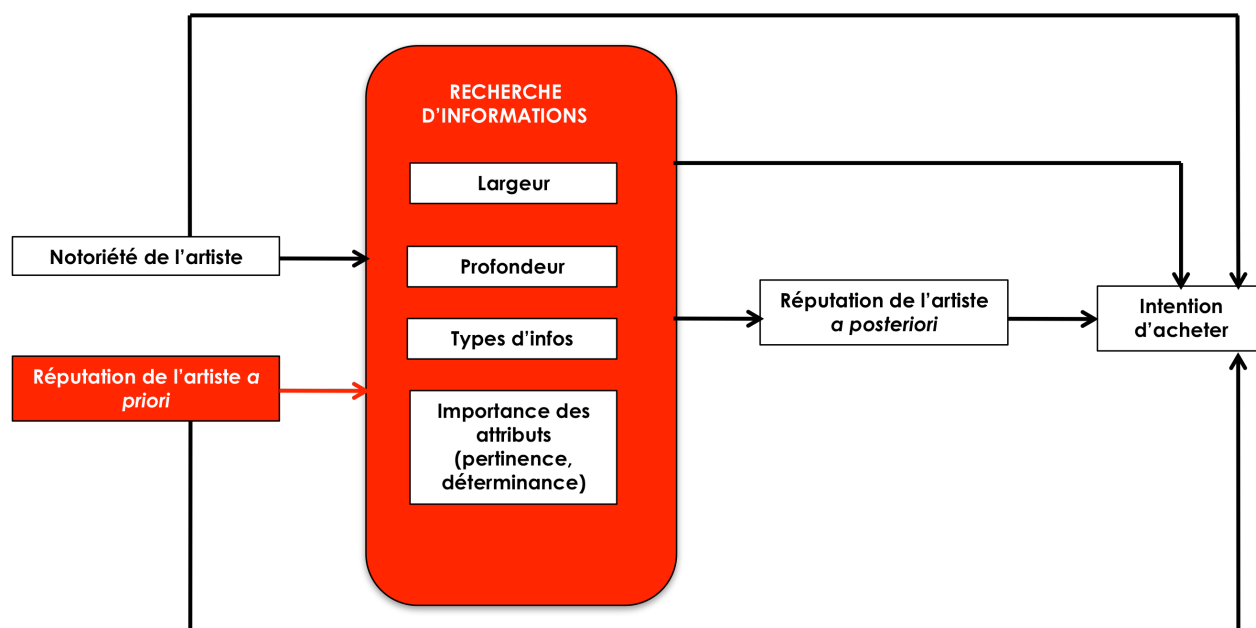 RECHERCHE
D'INFORMATIONS
Largeur
Notoriété de l'artiste
Profondeur
Réputation de l'artiste
a posteriori
Intention
d'acheter
Types d'infos
Réputation de l'artiste a
priori
Importance des
attributs
(pertinence,
déterminance)